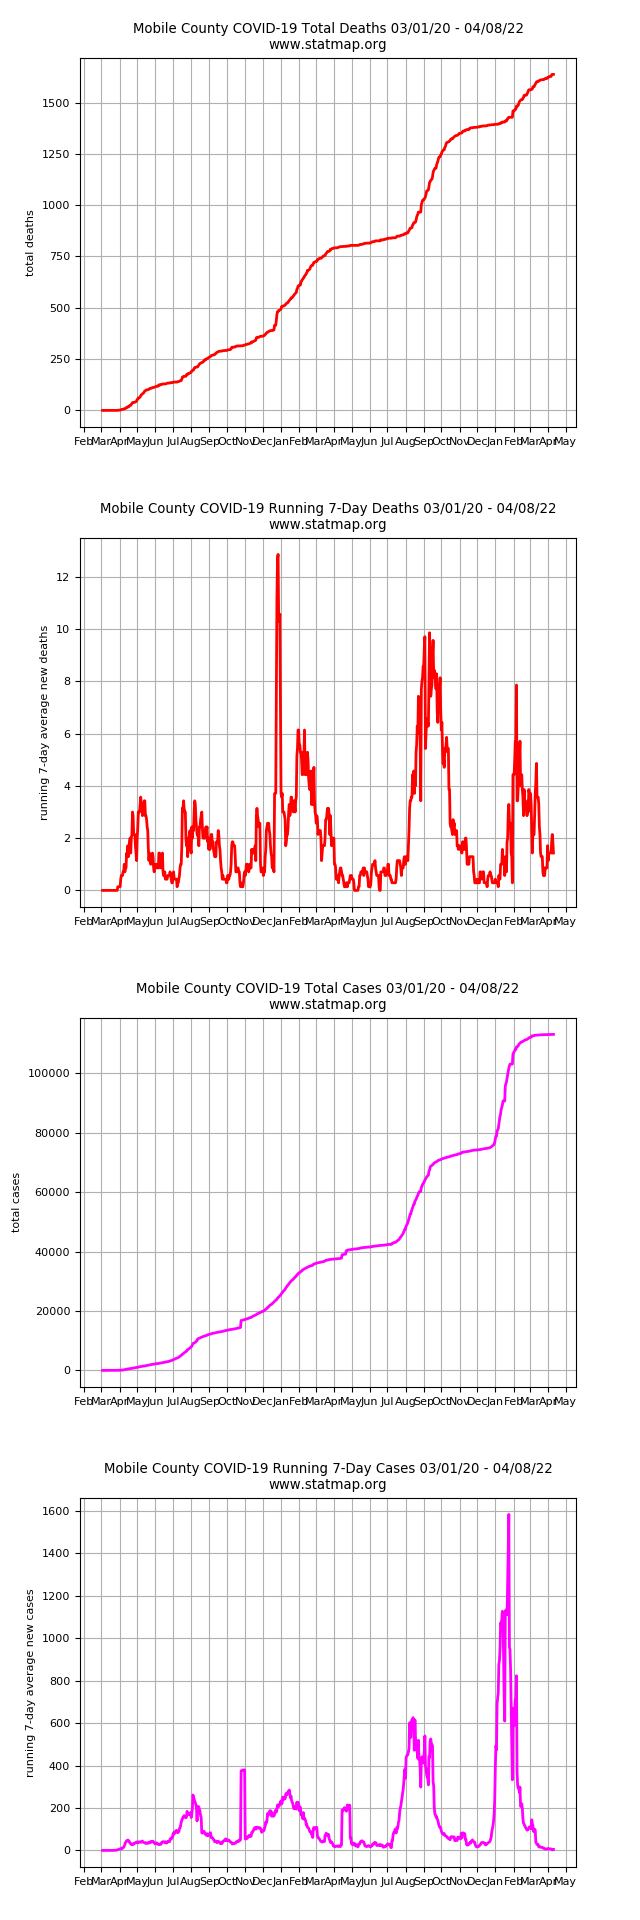 Mobile County COVID-19 Total Deaths 03/01/20 - 04/08/22
www.statmap.org
total deaths
1500
1250
1000
750
500
250
0
Feb Mar Apr May Jun Jul Aug Sep Oct Nov Dec Jan Feb Mar Apr May Jun Jul Aug Sep Oct Nov Dec Jan Feb Mar Apr May
Mobile County COVID-19 Running 7-Day Deaths 03/01/20 - 04/08/22
www.statmap.org
running 7-day average new deaths
12
10
8
6
4
2
0
Feb Mar Apr May Jun Jul Aug Sep Oct Nov Dec Jan Feb Mar Apr May Jun Jul Aug Sep Oct Nov Dec Jan Feb Mar Apr May
Mobile County COVID-19 Total Cases 03/01/20 - 04/08/22
www.statmap.org
total cases
100000
80000
60000
40000
20000
0
Feb Mar Apr May Jun Jul Aug Sep Oct Nov Dec Jan Feb Mar Apr May Jun Jul Aug Sep Oct Nov Dec Jan Feb Mar Apr May
Mobile County COVID-19 Running 7-Day Cases 03/01/20 - 04/08/22
www.statmap.org
running 7-day average new cases
1600
1400
1200
1000
800
600
400
200
0
Feb Mar Apr May Jun Jul Aug Sep Oct Nov Dec Jan Feb Mar Apr May Jun Jul Aug Sep Oct Nov Dec Jan Feb Mar Apr May